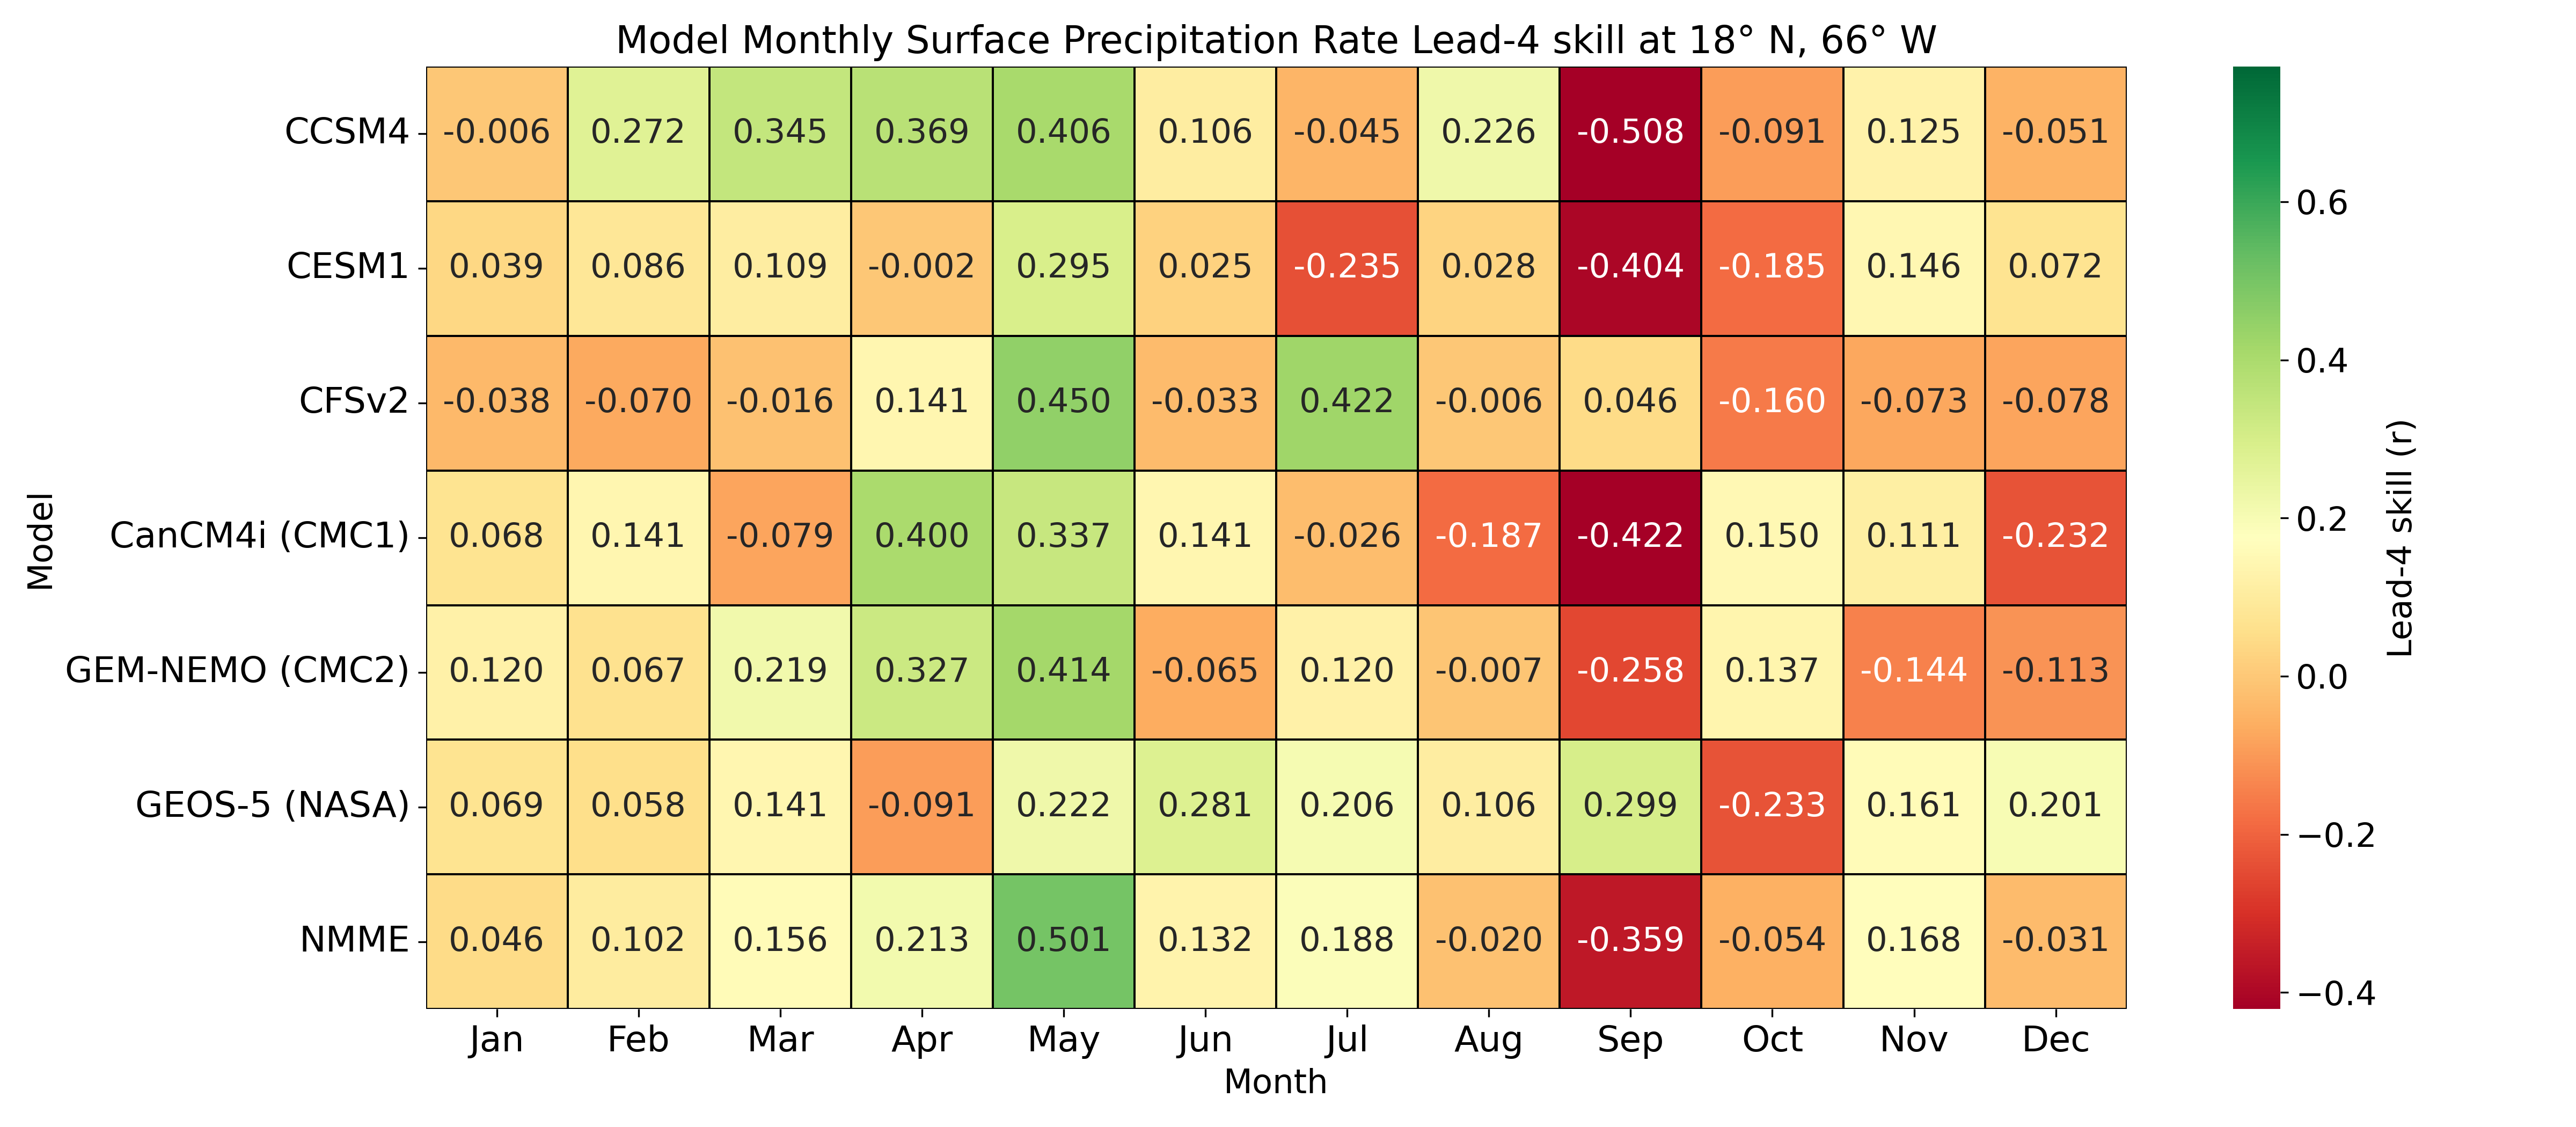 Model Monthly Surface Precipitation Rate Lead-4 skill at 18° N, 66° W
CCSM4 -0.006 0.272 0.345 0.369 0.406 0.106 -0.045 0.226 -0.508 -0.091 0.125 -0.051
CESM1 0.039 0.086 0.109 -0.002 0.295 0.025 -0.235 0.028 -0.404 -0.185 0.146 0.072
CFSv2 -0.038 -0.070 -0.016 0.141 0.450 -0.033 0.422 -0.006 0.046 -0.160 -0.073 -0.078
CanCM4i (CMC1) 0.068 0.141 -0.079 0.400 0.337 0.141 -0.026 -0.187 -0.422 0.150 0.111 -0.232
GEM-NEMO (CMC2) 0.120 0.067 0.219 0.327 0.414 -0.065 0.120 -0.007 -0.258 0.137 -0.144 -0.113
GEOS-5 (NASA) 0.069 0.058 0.141 -0.091 0.222 0.281 0.206 0.106 0.299 -0.233 0.161 0.201
NMME 0.046 0.102 0.156 0.213 0.501 0.132 0.188 -0.020 -0.359 -0.054 0.168 -0.031
Jan Feb Mar Apr May Jun Jul Aug Sep Oct Nov Dec
Month
Model
0.6
0.4
0.2
0.0
−0.2
−0.4
Lead-4 skill (r)